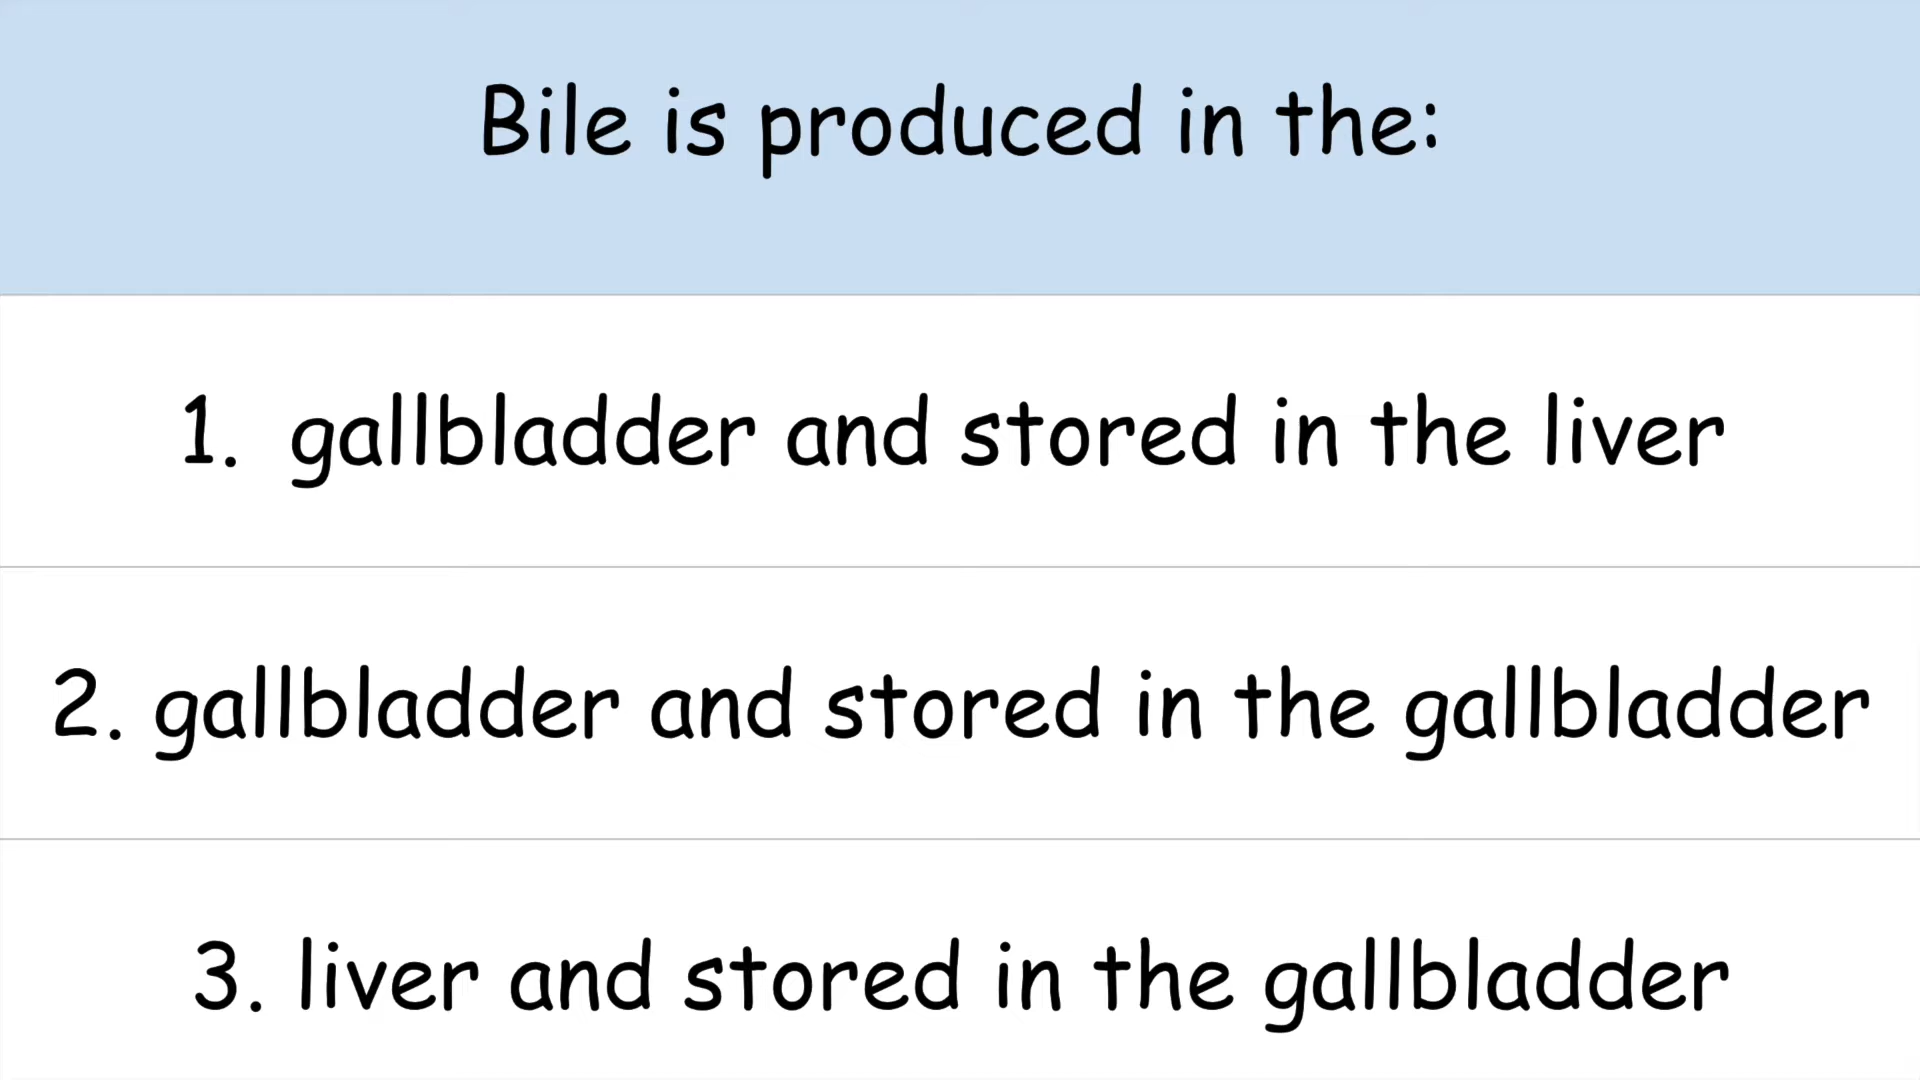 Bile is produced in the:
1. gallbladder and stored in the liver
2. gallbladder and stored in the gallbladder
3. liver and stored in the gallbladder